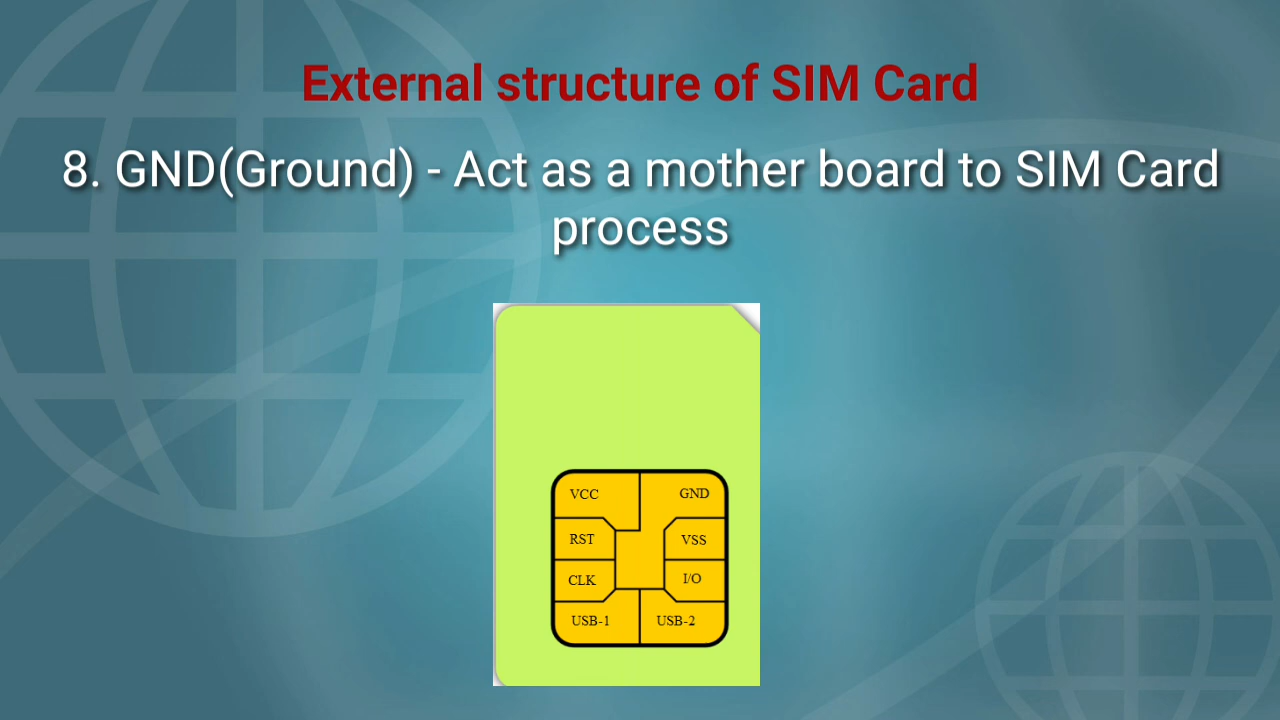 External structure of SIM Card
8. GND(Ground) - Act as a mother board to SIM Card
process
VCC
GND
RST
VSS
CLK
I/O
USB-1
USB-2